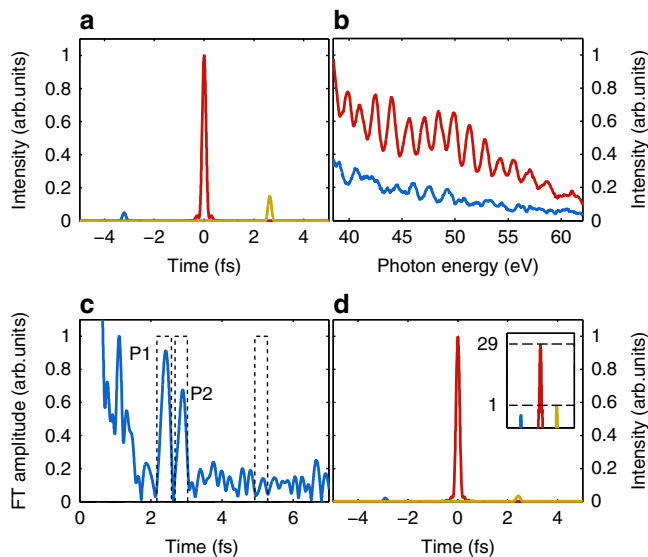 a
b
Intensity (arb.units)
1
0.8
0.6
0.4
0.2
0
−4 −2 0 2 4
Time (fs)
1
0.8
0.6
0.4
0.2
0
Intensity (arb.units)
40 45 50 55 60
Photon energy (eV)
c
d
FT amplitude (arb.units)
1
0.8
0.6
0.4
0.2
0
P1
P2
0 2 4 6
Time (fs)
29
1
1
0.8
0.6
0.4
0.2
0
Intensity (arb.units)
−4 −2 0 2 4
Time (fs)